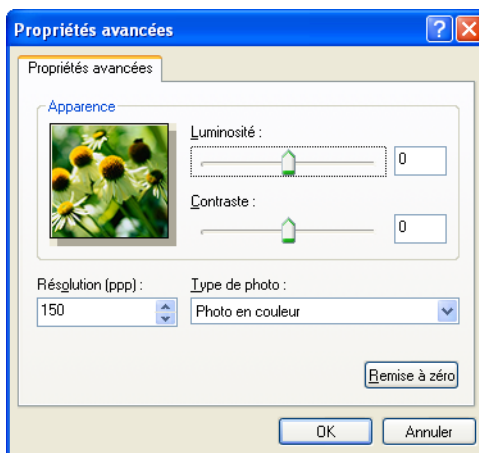 Propriétés avancées
Propriétés avancées
Apparence
Luminosité :
0
Contraste :
0
Résolution (ppp) :
Type de photo :
150
Photo en couleur
Remise à zéro
OK
Annuler